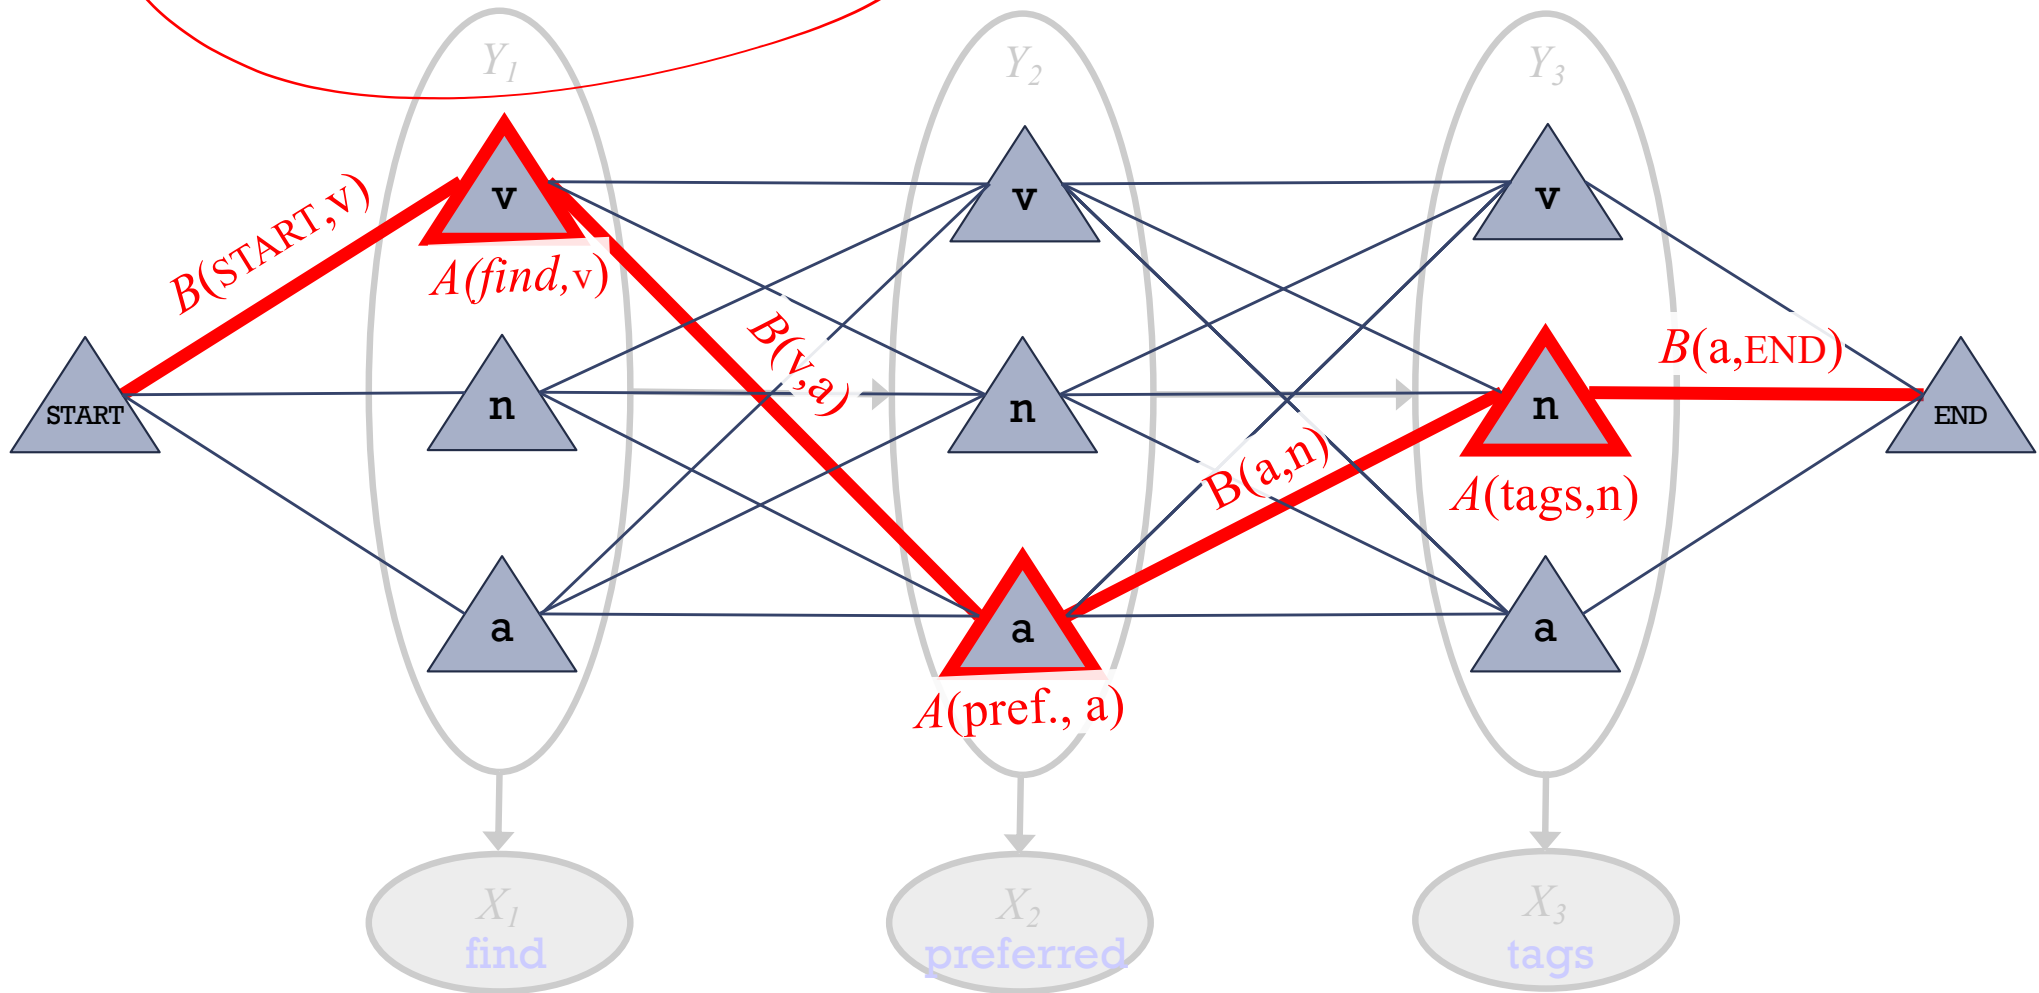 Y1
Y2
Y3
B(START,v)
v
v
v
A(find,v)
B(v,a)
B(a,END)
START
n
n
n
END
B(a,n)
A(tags,n)
a
a
a
A(pref., a)
X1
X2
X3
find
preferred
tags